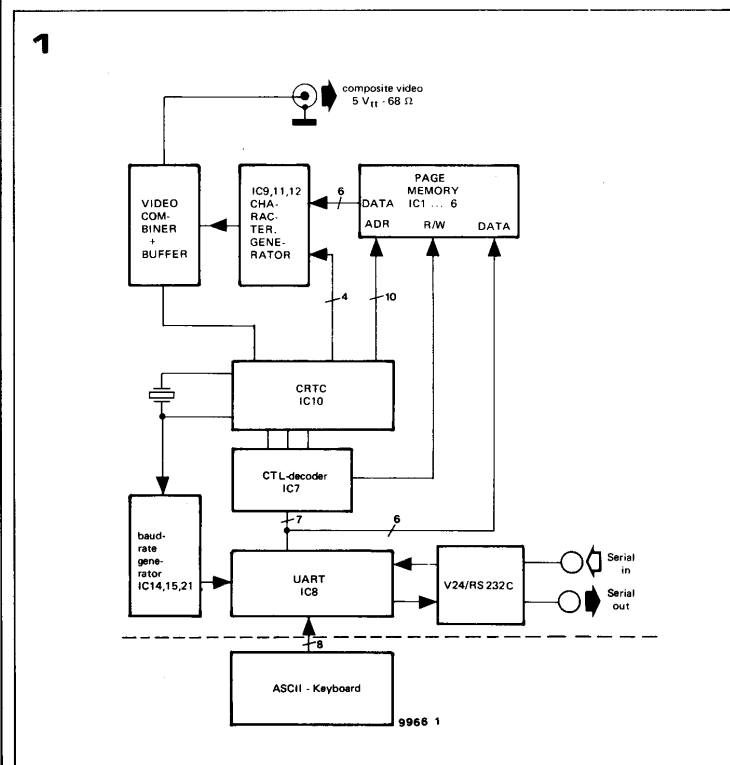 1
composite video
5 Vtt - 68 Ω
VIDEO
COM-
BINER
+
BUFFER
IC9,11,12
CHA-
RAC-
TER.
GENE-
RATOR
6
PAGE
MEMORY
IC1 ... 6
DATA
ADR R/W DATA
4
10
CRTC
IC10
CTL-decoder
IC7
7
6
baud-
rate
gene-
rator
IC14,15,21
UART
IC8
V24/RS232C
Serial
in
Serial
out
8
ASCII - Keyboard
9966 1